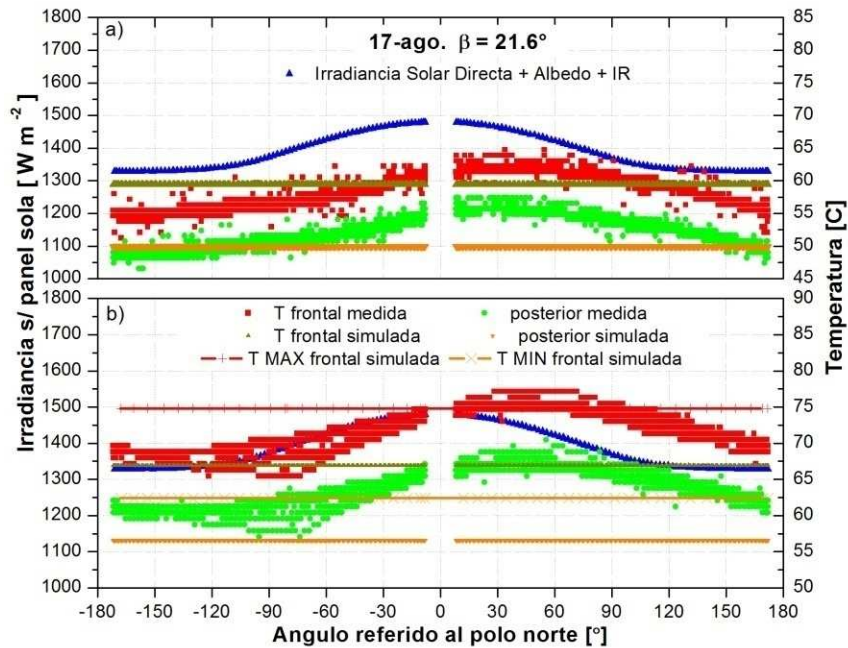 a)
17-ago. β = 21.6°
Irradiancia Solar Directa + Albedo + IR
1800
1700
1600
1500
1400
1300
1200
1100
1000
85
80
75
70
65
60
55
50
45
Irradiancia s/ panel sola [ W m⁻² ]
Temperatura [C]
b)
T frontal medida
posterior medida
T frontal simulada
posterior simulada
T MAX frontal simulada
T MIN frontal simulada
1800
1700
1600
1500
1400
1300
1200
1100
1000
90
85
80
75
70
65
60
55
50
-180 -150 -120 -90 -60 -30 0 30 60 90 120 150 180
Angulo referido al polo norte [º]